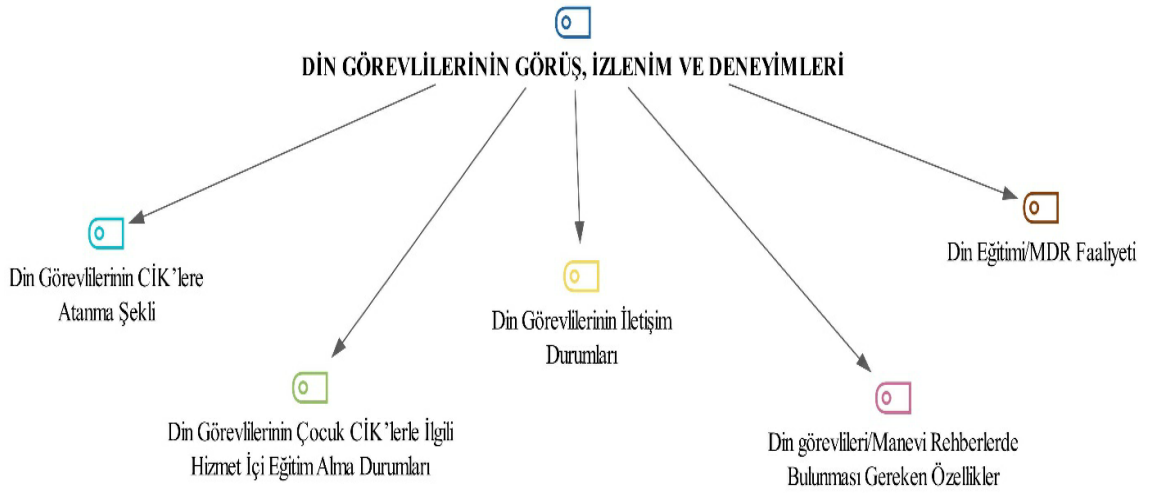 DİN GÖREVLİLERİNİN GÖRÜŞ, İZLENİM VE DENEYİMLERİ
Din Görevlilerinin CİK’lere
Atanma Şekli
Din Görevlilerinin Çocuk CİK’lerle İlgili
Hizmet İçi Eğitim Alma Durumları
Din Görevlilerinin İletişim
Durumları
Din görevlileri/Manevi Rehberlerde
Bulunması Gereken Özellikler
Din Eğitimi/MDR Faaliyeti